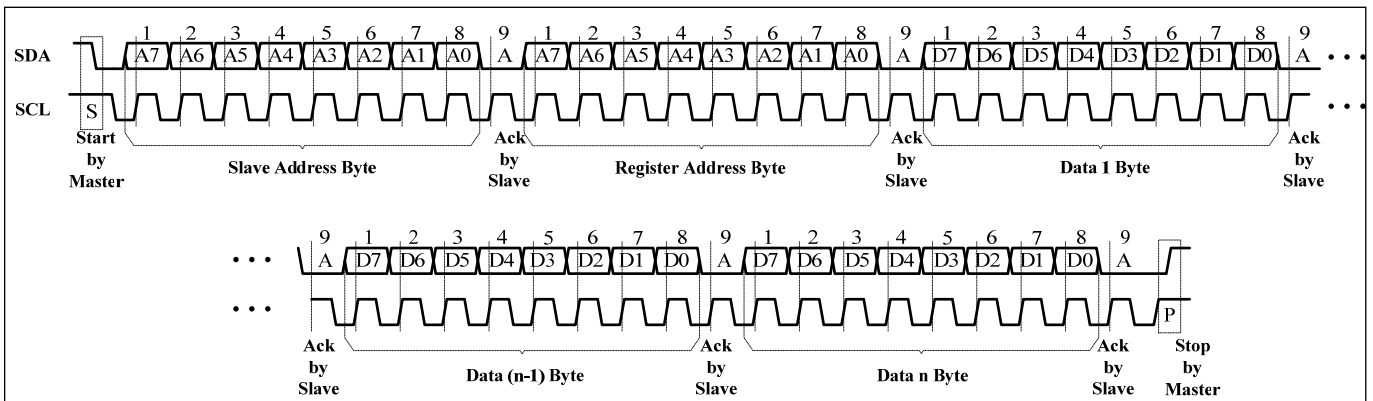 1 2 3 4 5 6 7 8 9 1 2 3 4 5 6 7 8 9 1 2 3 4 5 6 7 8 9
SDA A7 A6 A5 A4 A3 A2 A1 A0 A A7 A6 A5 A4 A3 A2 A1 A0 A D7 D6 D5 D4 D3 D2 D1 D0 A • • •
SCL S • • •
Start by Master
Slave Address Byte
Ack by Slave
Register Address Byte
Ack by Slave
Data 1 Byte
Ack by Slave
9 1 2 3 4 5 6 7 8 9 1 2 3 4 5 6 7 8 9
• • • A D7 D6 D5 D4 D3 D2 D1 D0 A D7 D6 D5 D4 D3 D2 D1 D0 A
• • • P
Ack by Slave
Data (n-1) Byte
Ack by Slave
Data n Byte
Ack by Slave
Stop by Master